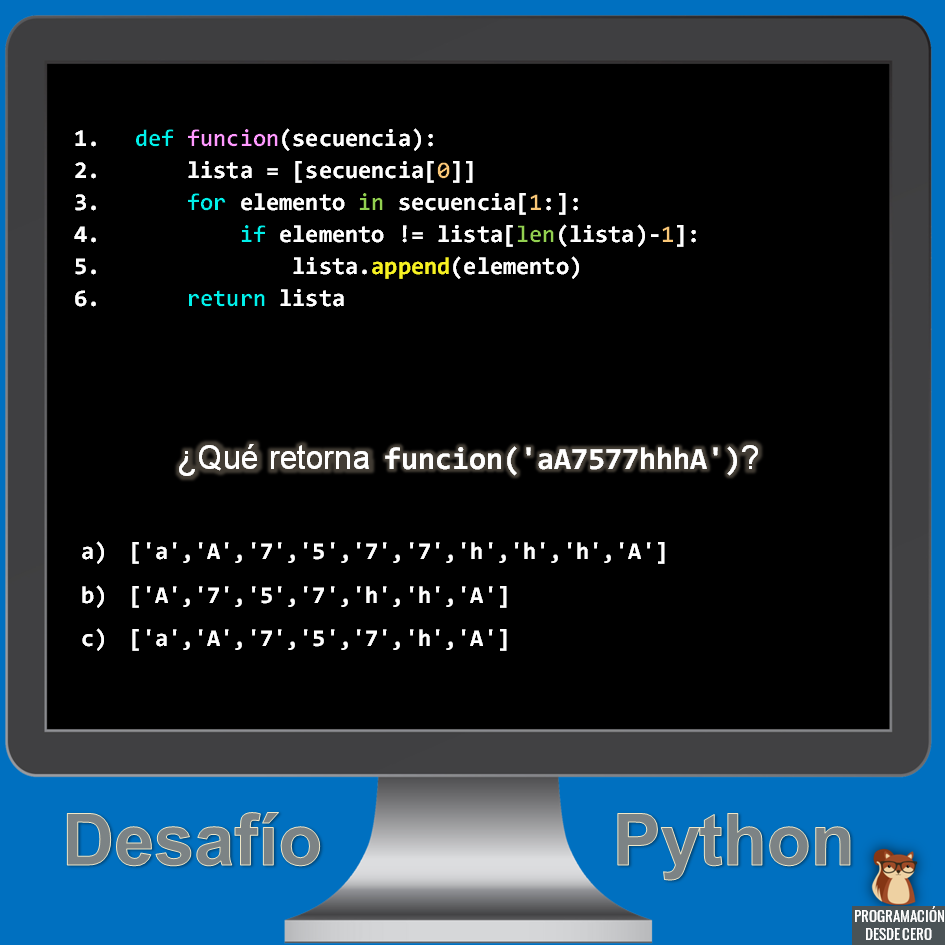 1. def funcion(secuencia):
2. lista = [secuencia[0]]
3. for elemento in secuencia[1:]:
4. if elemento != lista[len(lista)-1]:
5. lista.append(elemento)
6. return lista
¿Qué retorna funcion('aA7577hhhA')?
a) ['a','A','7','5','7','7','h','h','h','A']
b) ['A','7','5','7','h','h','A']
c) ['a','A','7','5','7','h','A']
Desafío Python
PROGRAMACIÓN
DESDE CERO